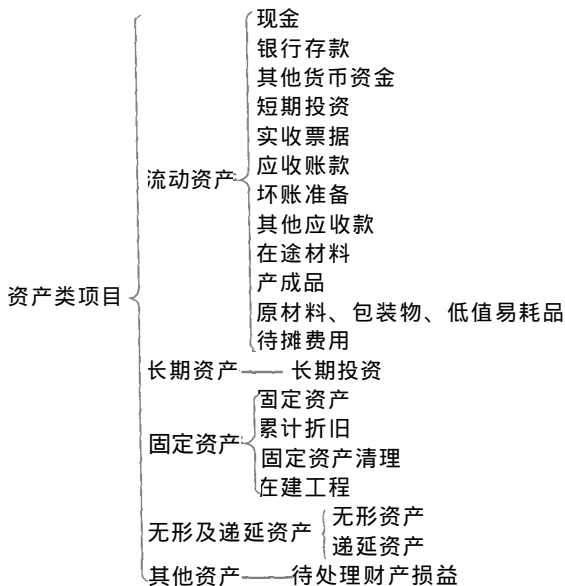 现金
银行存款
其他货币资金
短期投资
实收票据
应收账款
流动资产
坏账准备
其他应收款
在途材料
产成品
资产类项目
原材料、包装物、低值易耗品
待摊费用
长期资产 长期投资
固定资产
累计折旧
固定资产
固定资产清理
在建工程
无形资产
无形及递延资产
递延资产
其他资产 待处理财产损益